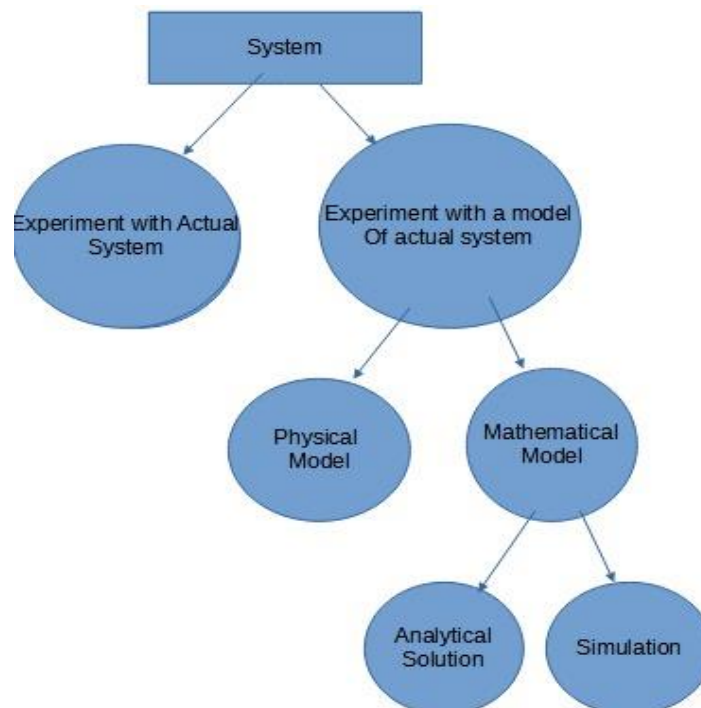 System
Experiment with Actual
System
Experiment with a model
Of actual system
Physical
Model
Mathematical
Model
Analytical
Solution
Simulation